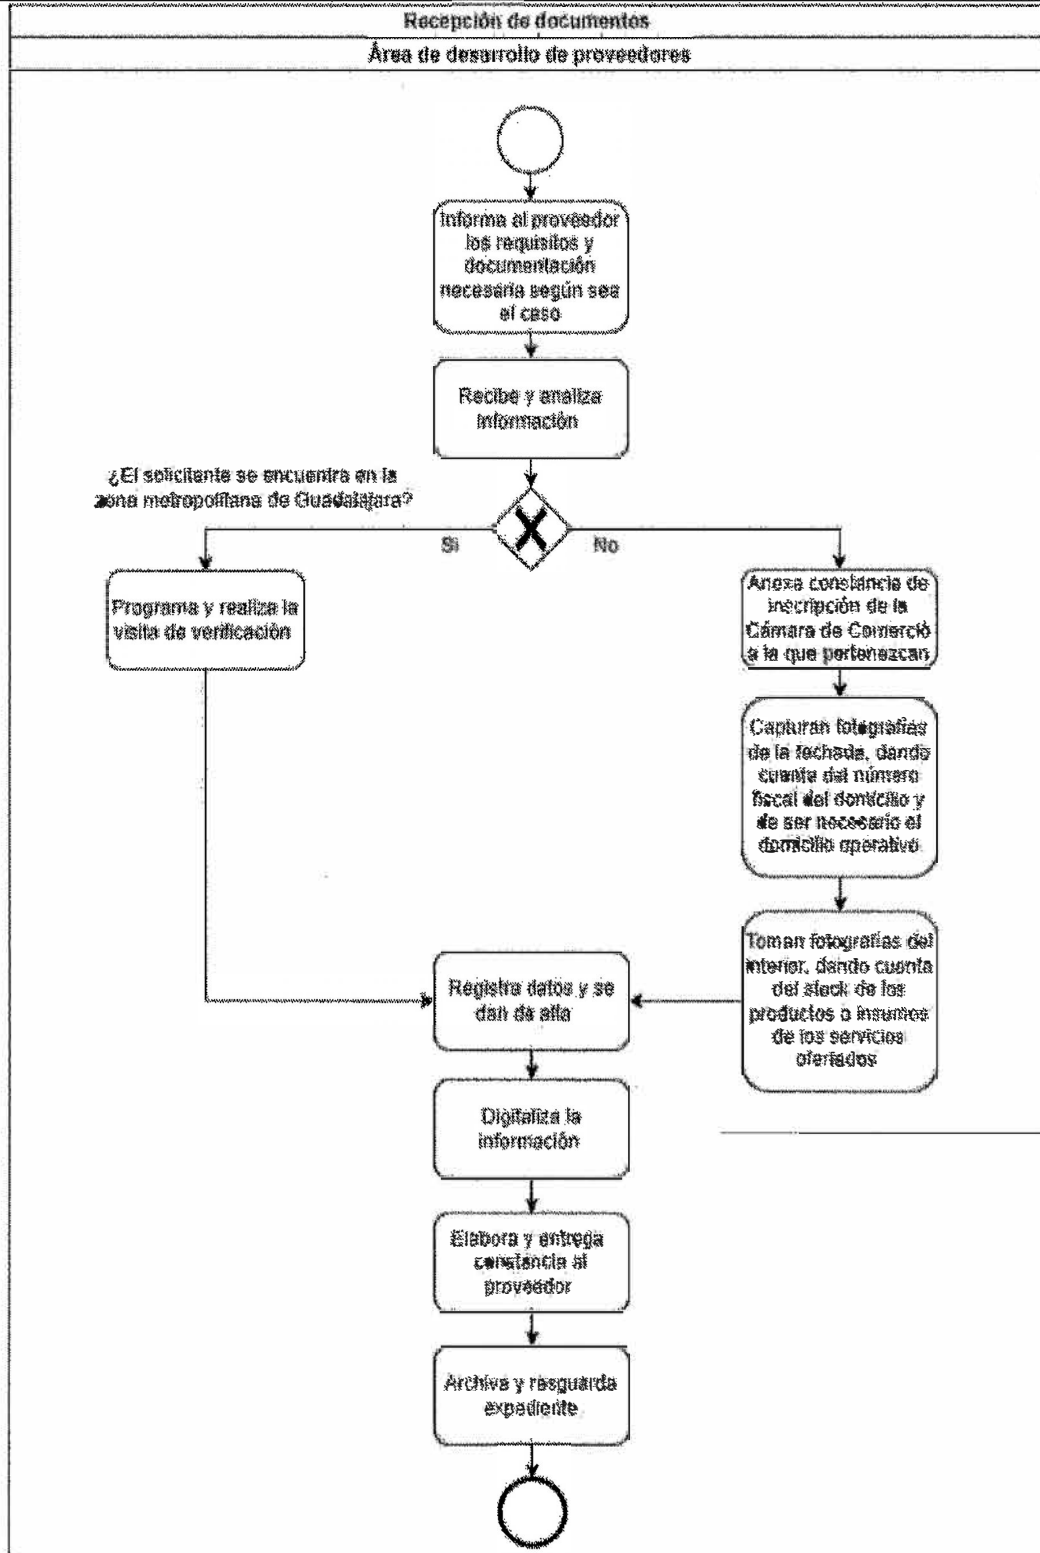 Recepción de documentos
Área de desarrollo de proveedores
Informa al proveedor
los requisitos y
documentación
necesaria según sea
el caso
Recibe y analiza
información
¿El solicitante se encuentra en la
zona metropolitana de Guadalajara?
Si
No
Programa y realiza la
visita de verificación
Anexa constancia de
inscripción de la
Cámara de Comercio
a la que pertenezcan
Capturan fotografías
de la fachada, dando
cuenta del número
fiscal del domicilio y
de ser necesario el
domicilio operativo
Toman fotografías del
interior, dando cuenta
del stock de los
productos o insumos
de los servicios
ofertados
Registra datos y se
dan de alta
Digitaliza la
información
Elabora y entrega
constancia al
proveedor
Archiva y resguarda
expediente